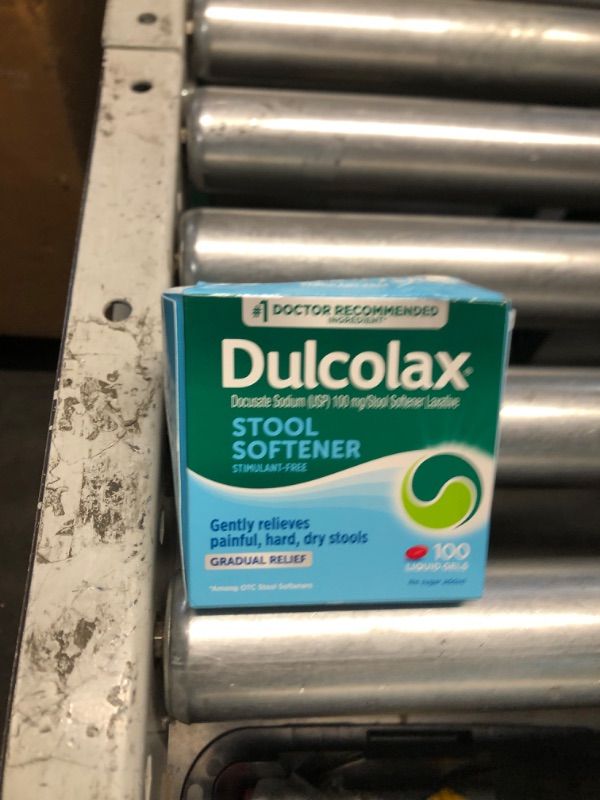 #1 DOCTOR RECOMMENDED
INGREDIENT*
Dulcolax®
Docusate Sodium (USP) 100 mg/Stool Softener Laxative
STOOL
SOFTENER
STIMULANT-FREE
Gently relieves
painful, hard, dry stools
GRADUAL RELIEF
100
LIQUID GELS
*Among OTC Stool Softeners
No sugar added